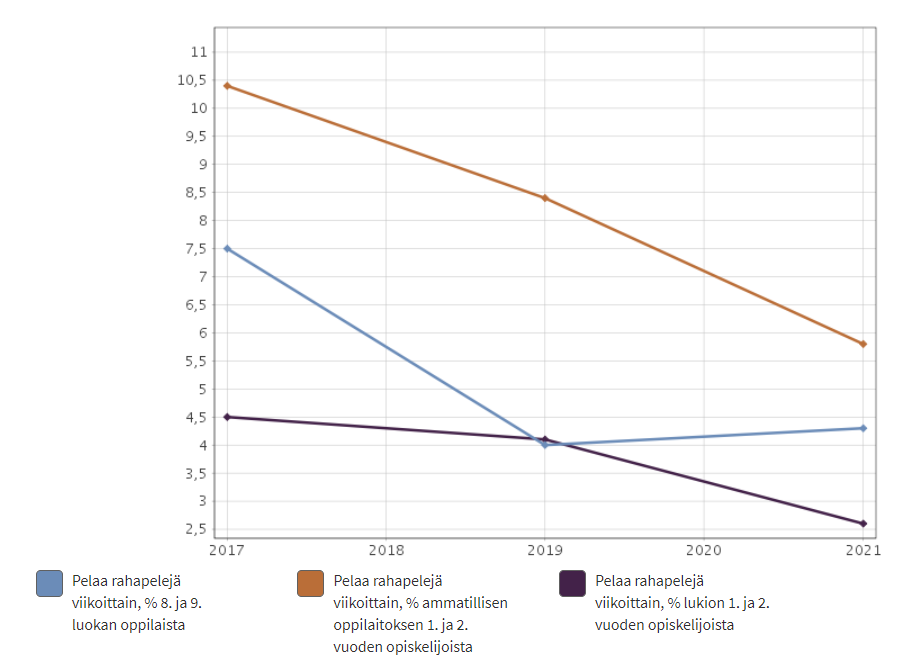 11
10,5
10
9,5
9
8,5
8
7,5
7
6,5
6
5,5
5
4,5
4
3,5
3
2,5
2017 2018 2019 2020 2021
Pelaa rahapelejä
viikoittain, % 8. ja 9.
luokan oppilaista
Pelaa rahapelejä
viikoittain, % ammatillisen
oppilaitoksen 1. ja 2.
vuoden opiskelijoista
Pelaa rahapelejä
viikoittain, % lukion 1. ja 2.
vuoden opiskelijoista